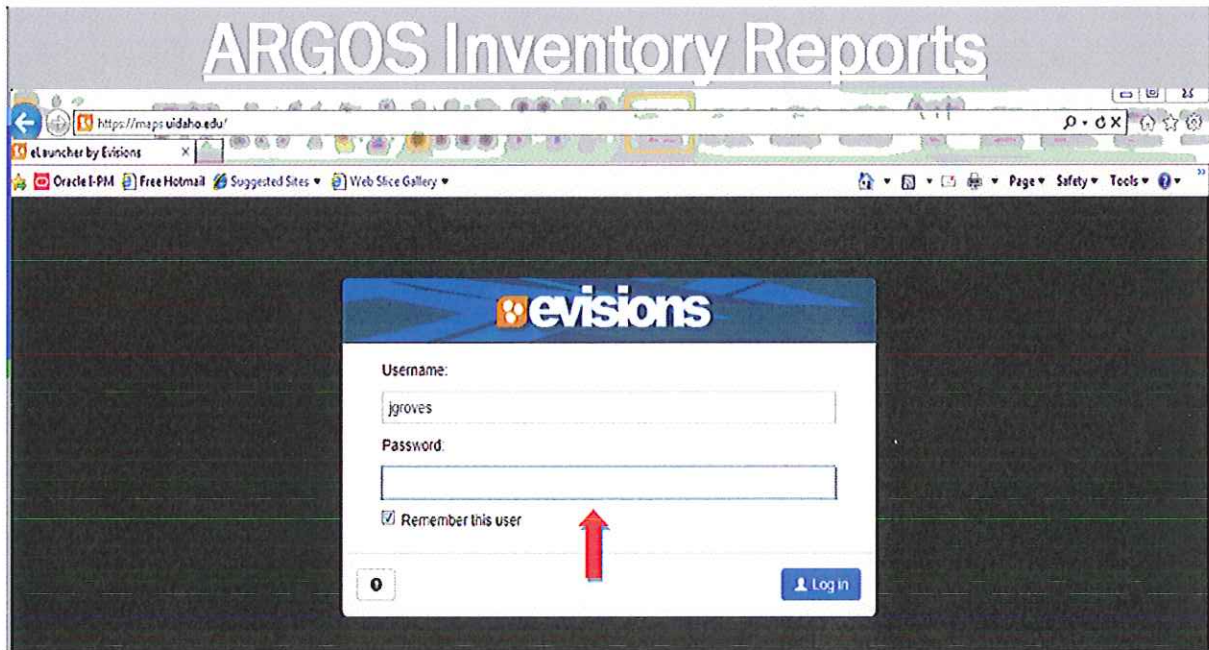 ARGOS Inventory Reports
https://maps.uidaho.edu/
eLauncher by Evisions
Oracle I-PM Free Hotmail Suggested Sites Web Slice Gallery Page Safety Tools
evisions
Username:
jgroves
Password:
Remember this user
Log in